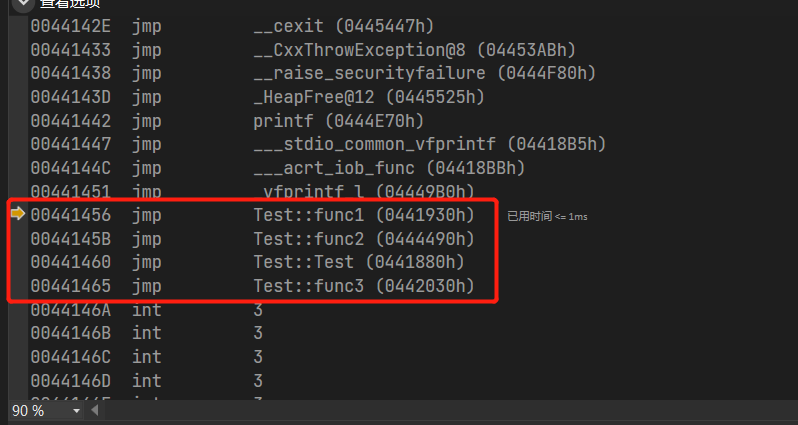 查看选项
0044142E jmp __cexit (0445447h)
00441433 jmp __CxxThrowException@8 (04453ABh)
00441438 jmp __raise_securityfailure (0444F80h)
0044143D jmp _HeapFree@12 (0445525h)
00441442 jmp printf (0444E70h)
00441447 jmp ___stdio_common_vfprintf (04418B5h)
0044144C jmp ___acrt_iob_func (04418BBh)
00441451 jmp _vfprintf_l (04449B0h)
00441456 jmp Test::func1 (0441930h) 已用时间 <= 1ms
0044145B jmp Test::func2 (0444490h)
00441460 jmp Test::Test (0441880h)
00441465 jmp Test::func3 (0442030h)
0044146A int 3
0044146B int 3
0044146C int 3
0044146D int 3
90 %